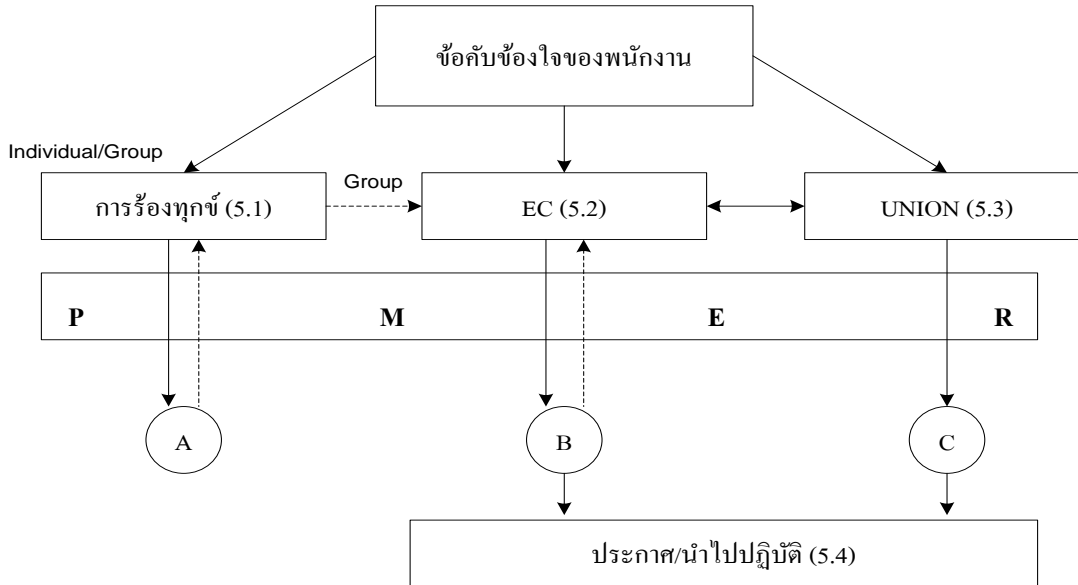 ข้อคับข้องใจของพนักงาน
Individual/Group
Group
การร้องทุกข์ (5.1)
EC (5.2)
UNION (5.3)
P M E R
A
B
C
ประกาศ/นำไปปฏิบัติ (5.4)